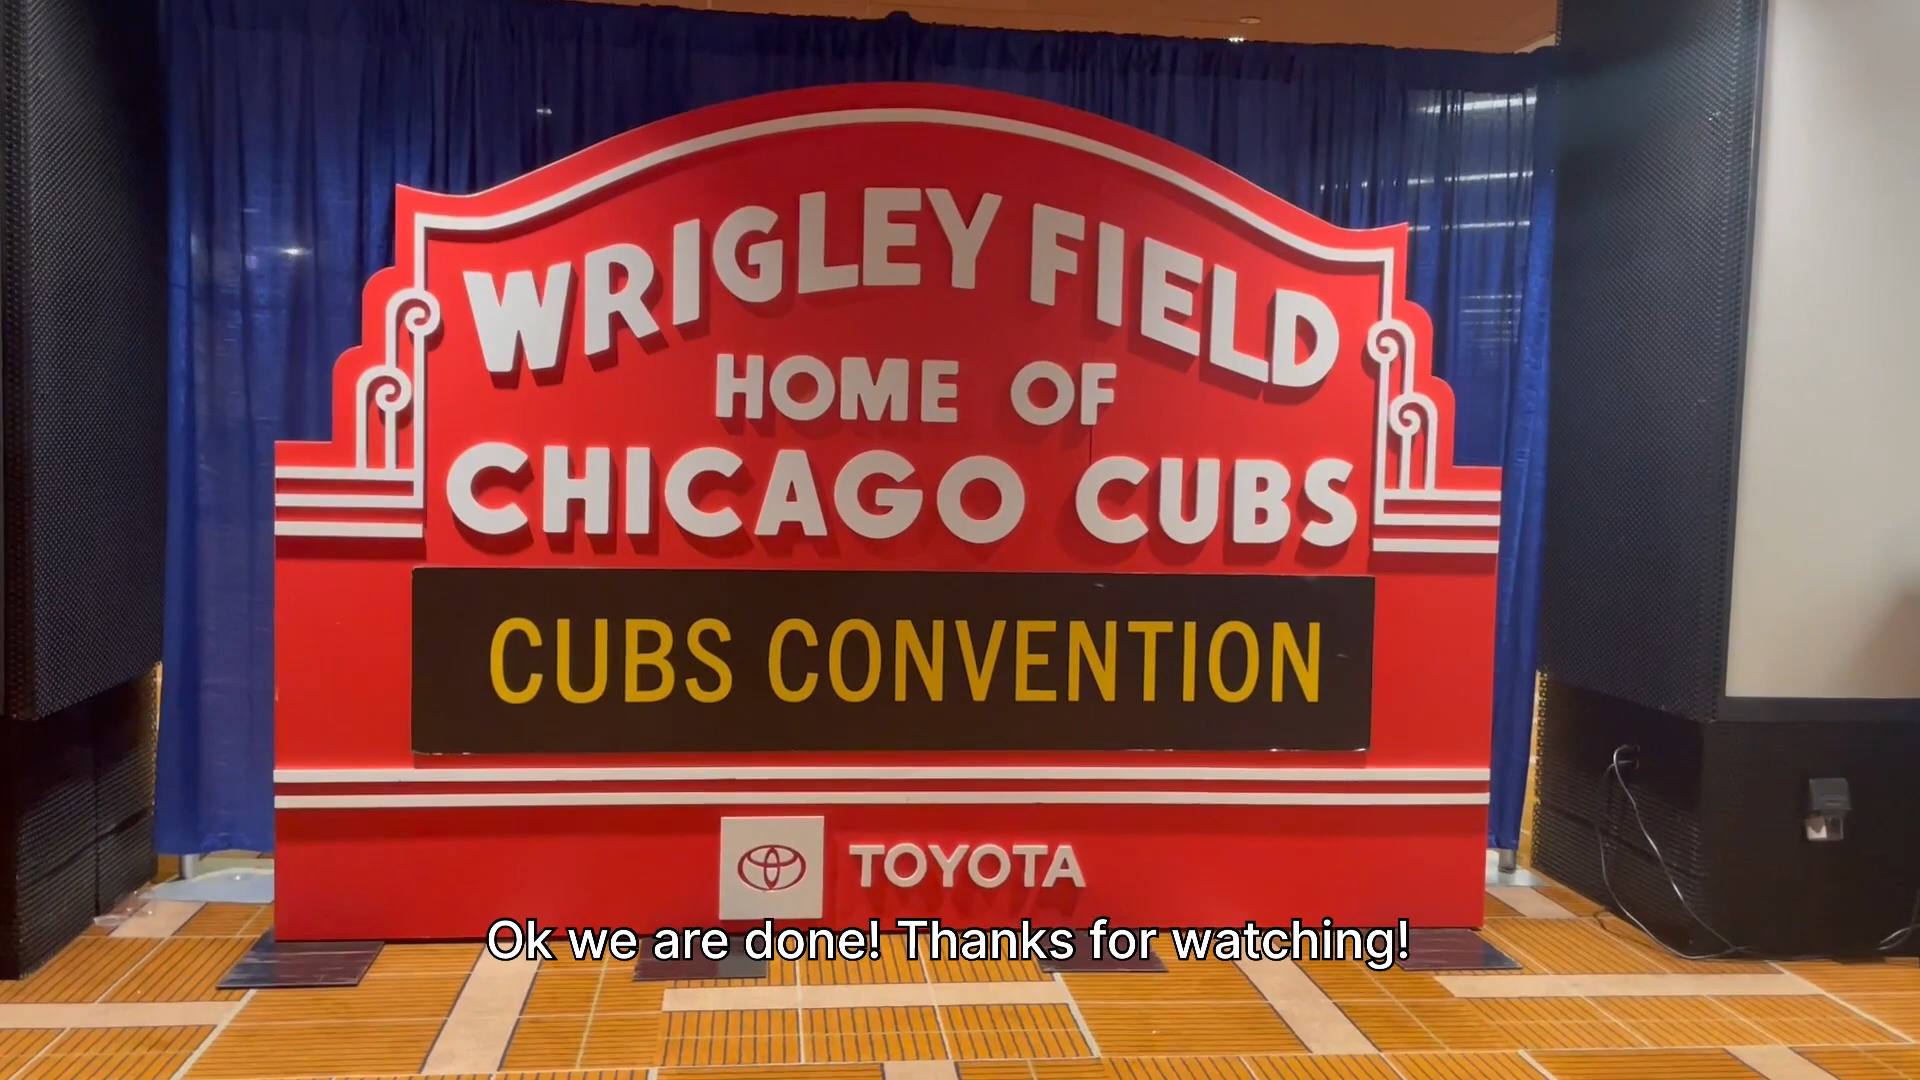 WRIGLEY FIELD
HOME OF
CHICAGO CUBS
CUBS CONVENTION
TOYOTA
Ok we are done! Thanks for watching!